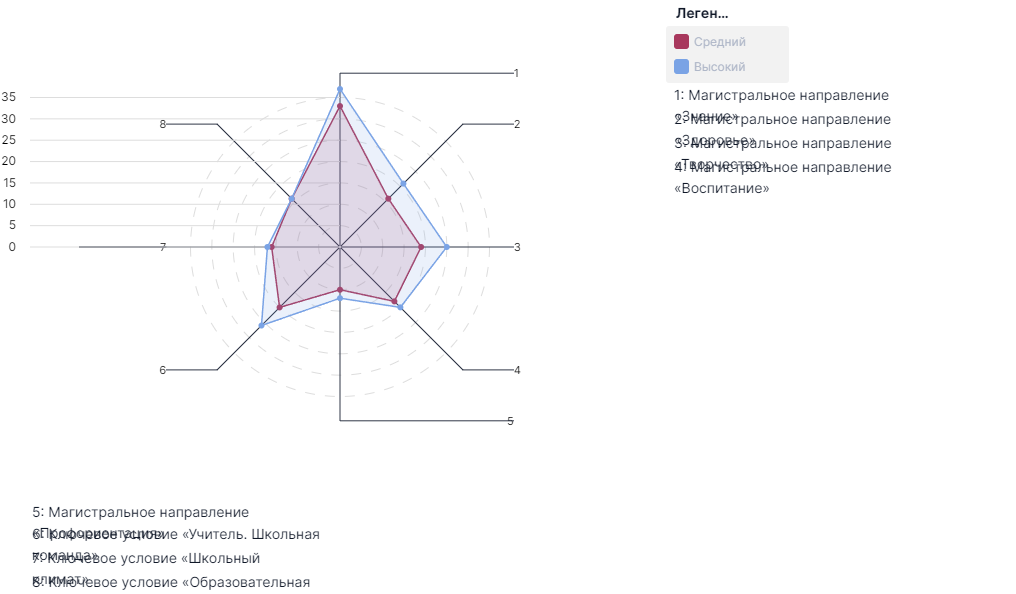 Леген...
Средний
Высокий
1: Магистральное направление
«Знание»
2: Магистральное направление
«Здоровье»
3: Магистральное направление
«Творчество»
4: Магистральное направление
«Воспитание»
35
30
25
20
15
10
5
0
1
2
3
4
5
6
7
8
5: Магистральное направление
«Профориентация»
6: Ключевое условие «Учитель. Школьная
команда»
7: Ключевое условие «Школьный
климат»
8: Ключевое условие «Образовательная